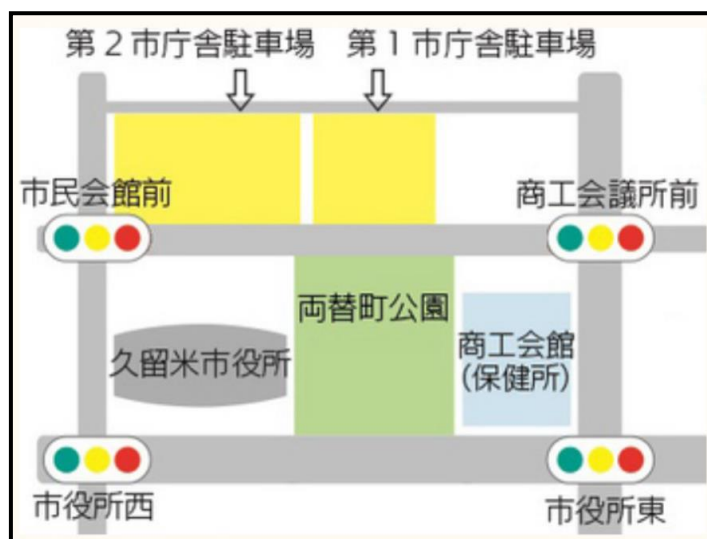 第2市庁舎駐車場
第1市庁舎駐車場
市民会館前
商工会議所前
両替町公園
久留米市役所
商工会館
(保健所)
市役所西
市役所東